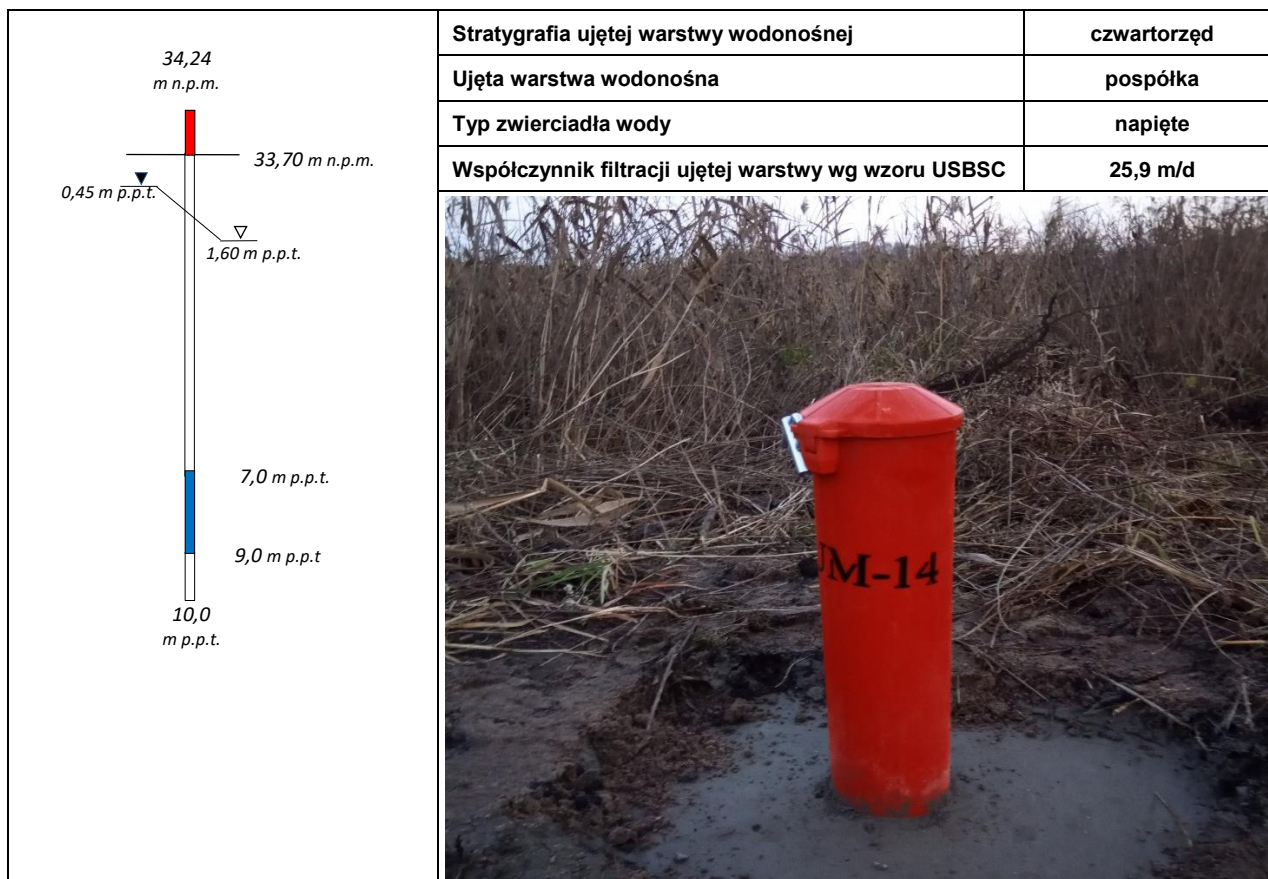 34,24
m n.p.m.
33,70 m n.p.m.
0,45 m p.p.t.
1,60 m p.p.t.
7,0 m p.p.t.
9,0 m p.p.t
10,0
m p.p.t.
Stratygrafia ujętej warstwy wodonośnej czwartorzęd
Ujęta warstwa wodonośna pospółka
Typ zwierciadła wody napięte
Współczynnik filtracji ujętej warstwy wg wzoru USBSC 25,9 m/d
JM-14